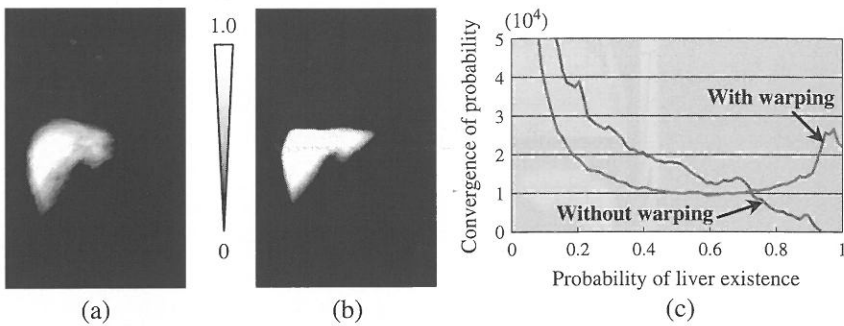 1.0
0
(a)
(b)
(10⁴)
Convergence of probability
5
4
3
2
1
0
With warping
Without warping
0
0.2
0.4
0.6
0.8
1
Probability of liver existence
(c)